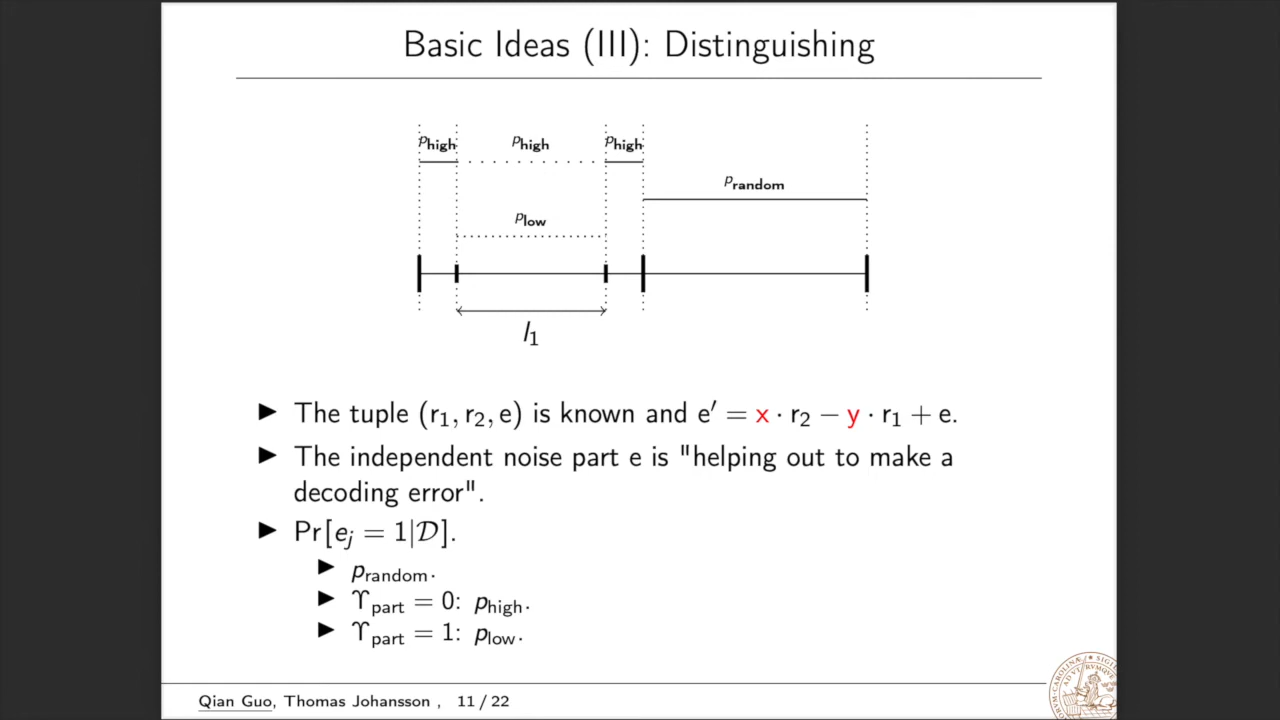 Basic Ideas (III): Distinguishing
p_high p_high p_high
p_random
p_low
l_1
▶ The tuple (r₁, r₂, e) is known and e′ = x · r₂ − y · r₁ + e.
▶ The independent noise part e is "helping out to make a
decoding error".
▶ Pr[e_j = 1|𝒟].
▶ p_random.
▶ ϒ_part = 0: p_high.
▶ ϒ_part = 1: p_low.
Qian Guo, Thomas Johansson , 11 / 22